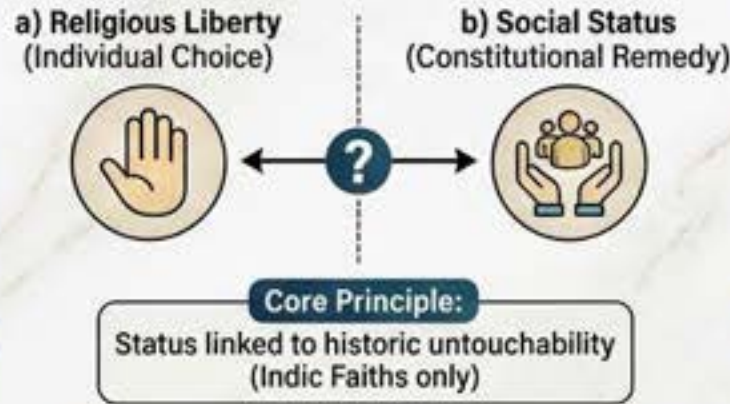 a) Religious Liberty
(Individual Choice)
b) Social Status
(Constitutional Remedy)
?
Core Principle:
Status linked to historic untouchability
(Indic Faiths only)